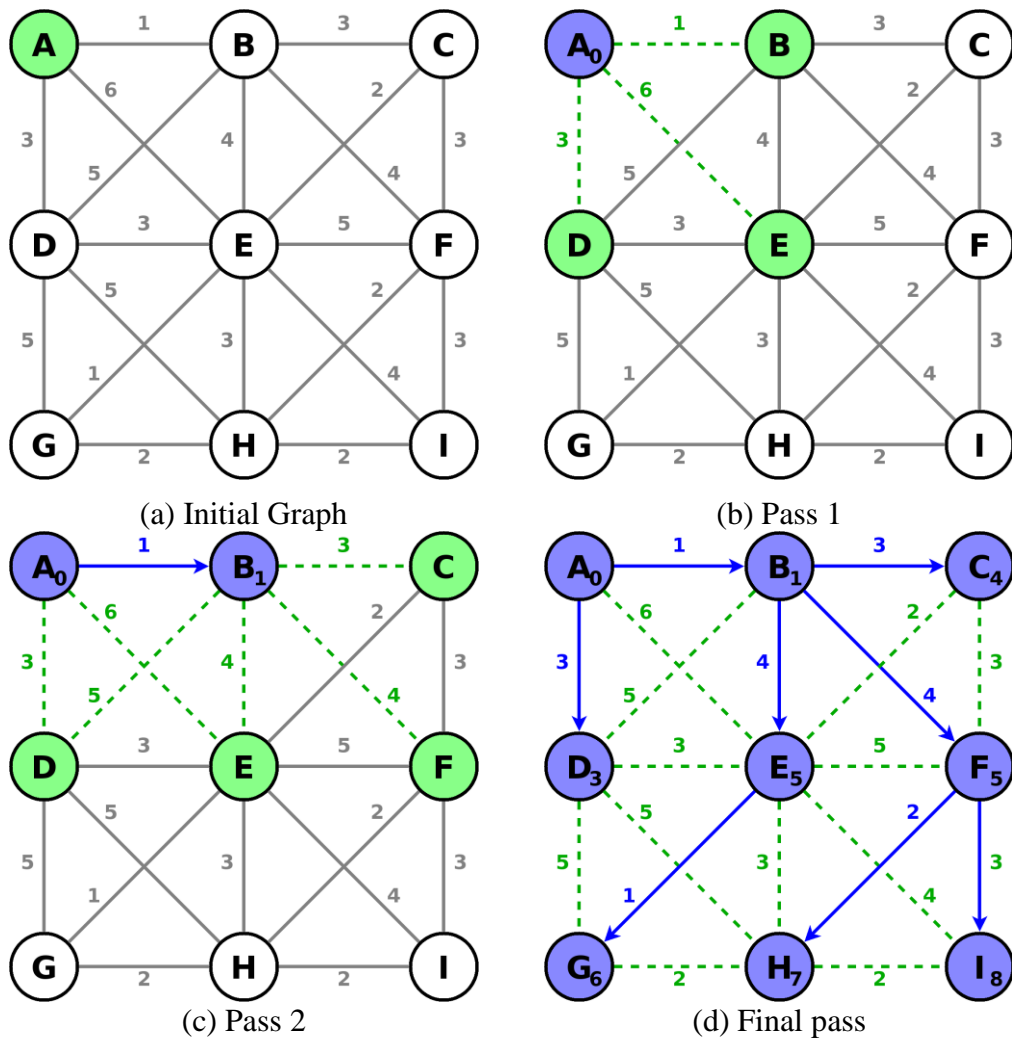 1 3
A B C
6 2
3 4 3
5 4
3 5
D E F
5 2
5 3 3
1 4
G H I
2 2
(a) Initial Graph
1 3
A0 B C
6 2
3 4 3
5 4
3 5
D E F
5 2
5 3 3
1 4
G H I
2 2
(b) Pass 1
1 3
A0 B1 C
6 2
3 4 3
5 4
3 5
D E F
5 2
5 3 3
1 4
G H I
2 2
(c) Pass 2
1 3
A0 B1 C4
6 2
3 4 3
5 4
3 5
D3 E5 F5
5 2
5 3 3
1 4
G6 H7 I8
2 2
(d) Final pass